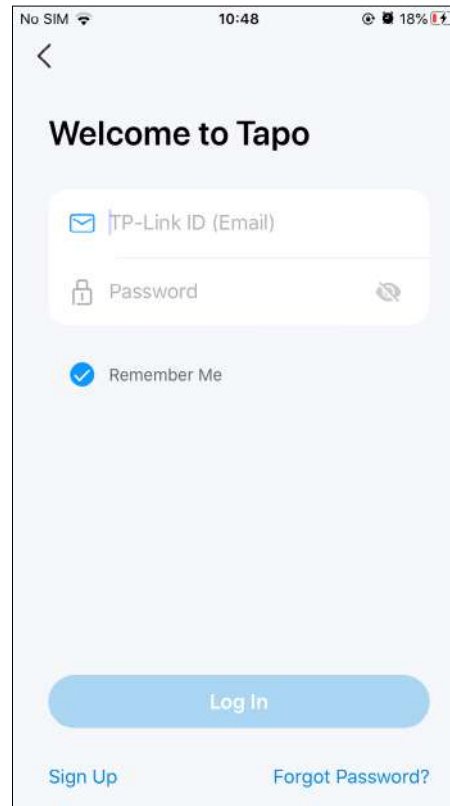 No SIM 10:48 18%
Welcome to Tapo
TP-Link ID (Email)
Password
Remember Me
Log In
Sign Up Forgot Password?